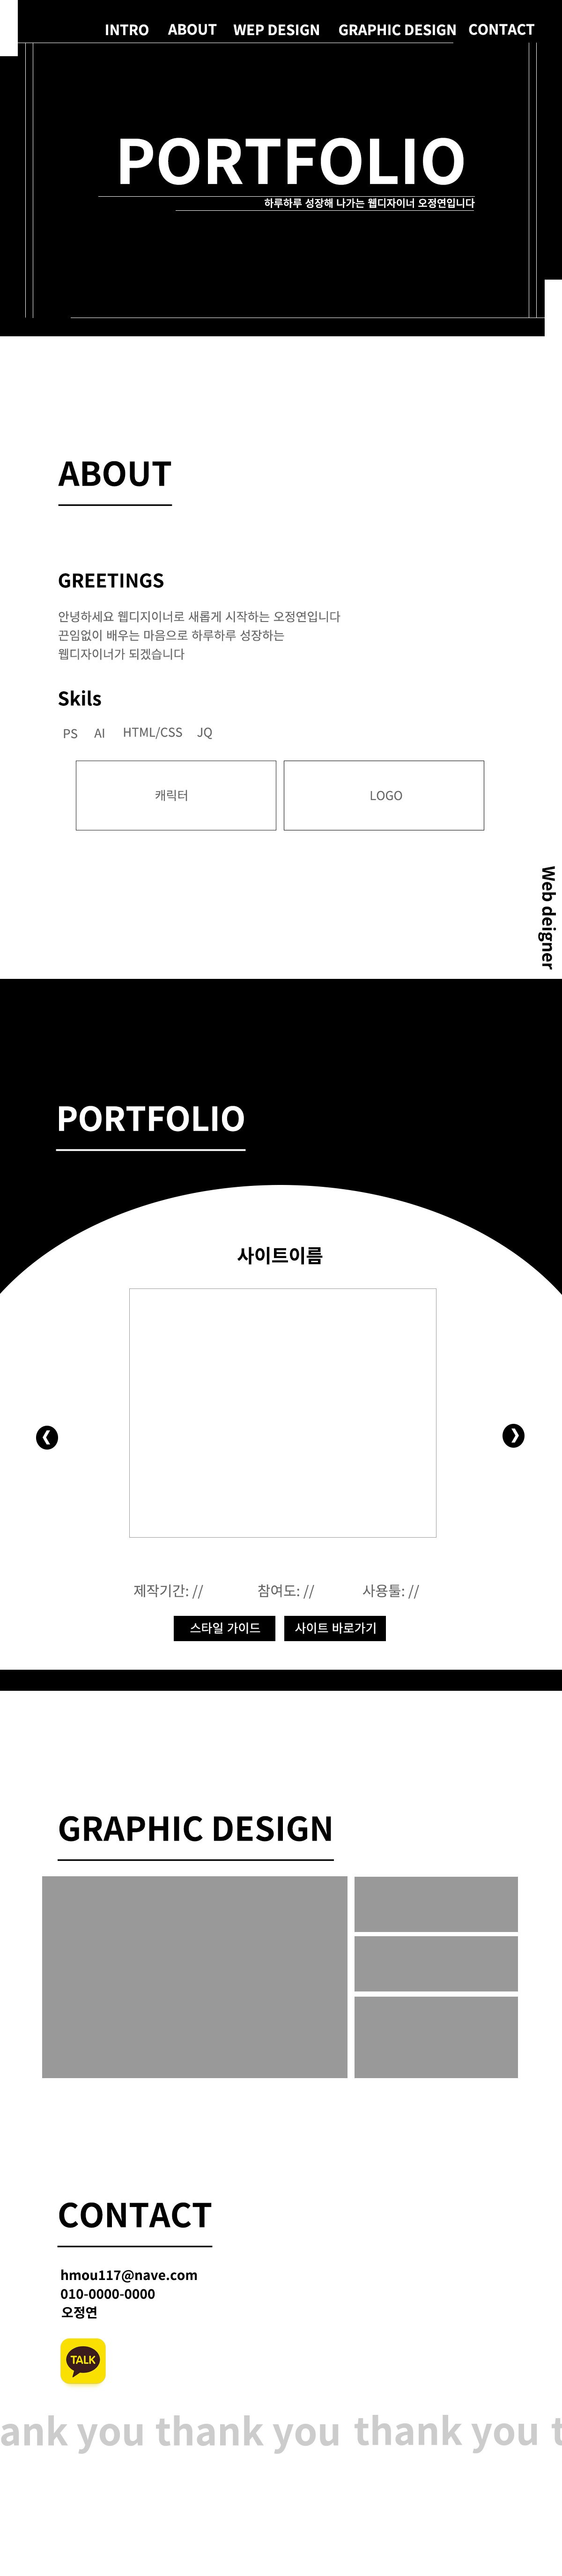 INTRO ABOUT WEP DESIGN GRAPHIC DESIGN CONTACT
PORTFOLIO
하루하루 성장해 나가는 웹디자이너 오정연입니다
ABOUT
GREETINGS
안녕하세요 웹디지이너로 새롭게 시작하는 오정연입니다
끈임없이 배우는 마음으로 하루하루 성장하는
웹디자이너가 되겠습니다
Skils
PS AI HTML/CSS JQ
캐릭터 LOGO
Web deigner
PORTFOLIO
사이트이름
제작기간: // 참여도: // 사용툴: //
스타일 가이드 사이트 바로가기
GRAPHIC DESIGN
CONTACT
hmou117@nave.com
010-0000-0000
오정연
TALK
ank you thank you thank you t